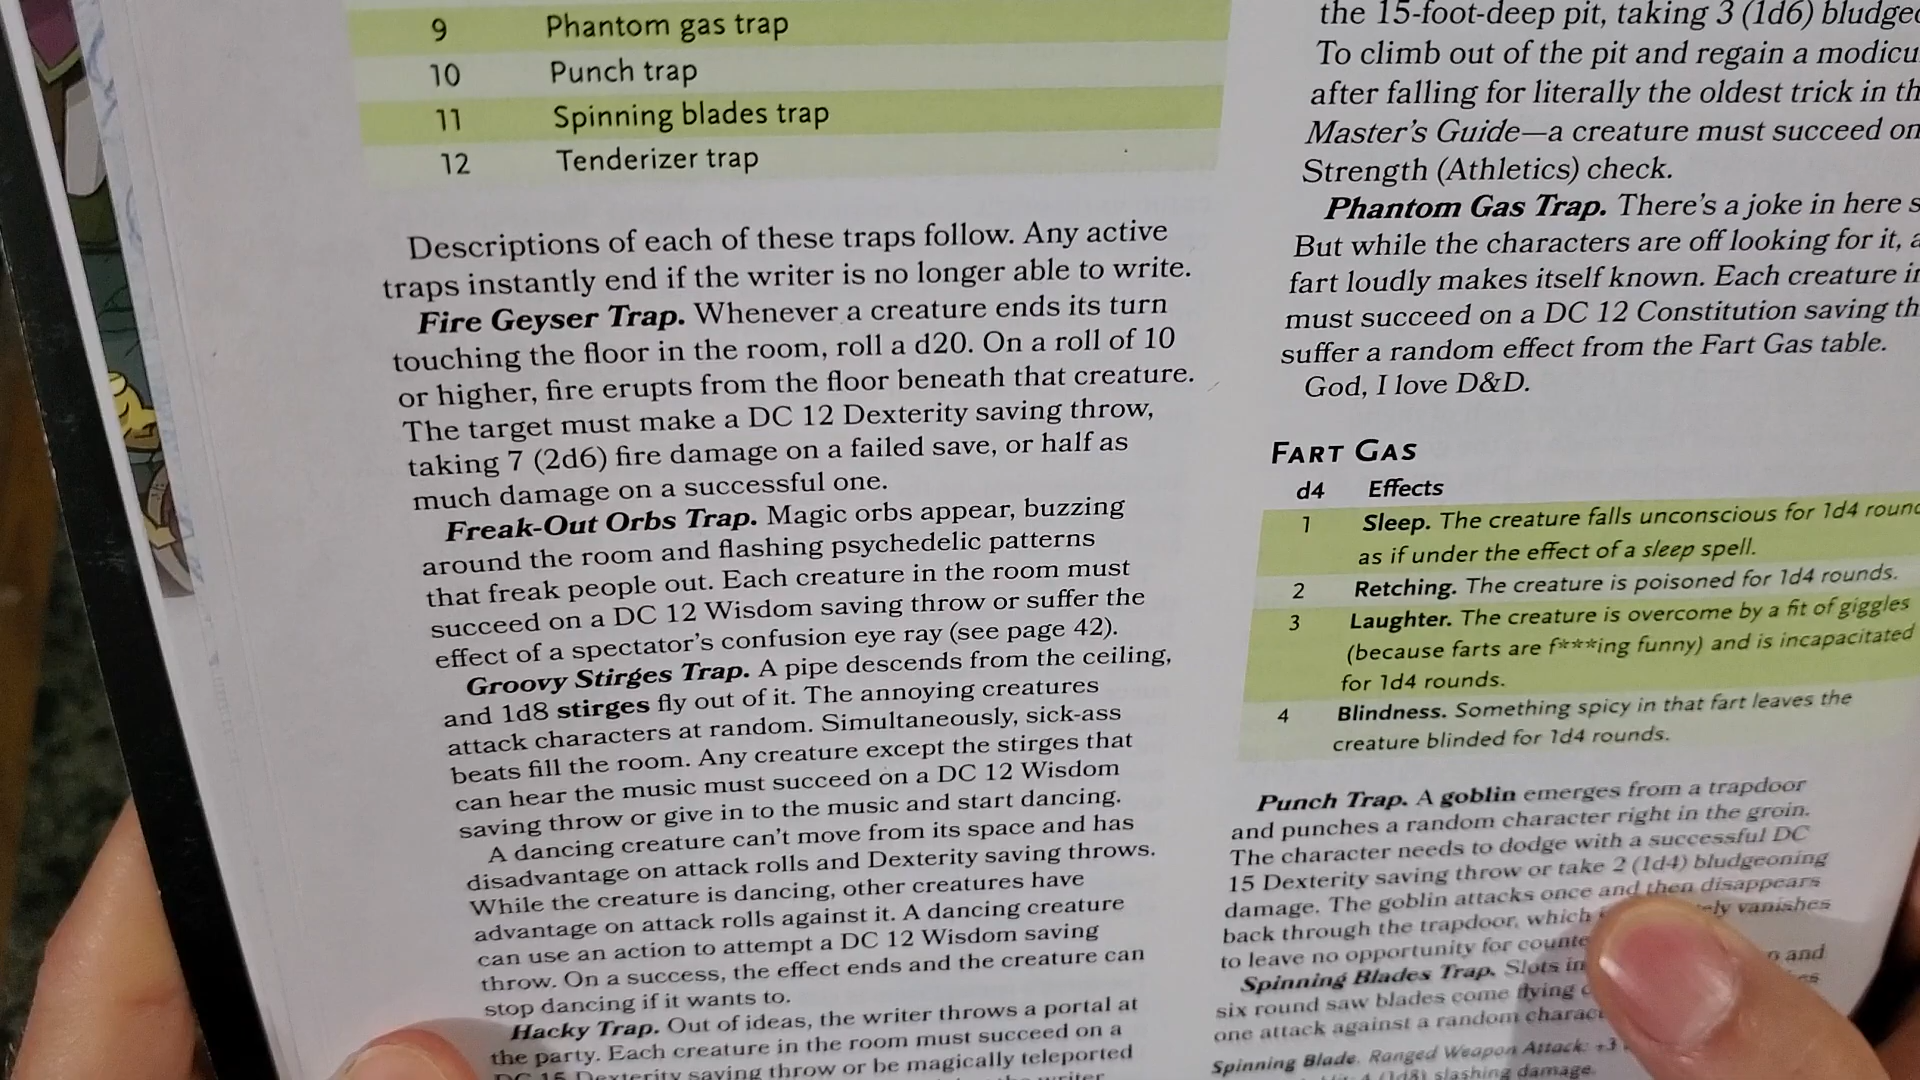 9 Phantom gas trap
10 Punch trap
11 Spinning blades trap
12 Tenderizer trap
Descriptions of each of these traps follow. Any active
traps instantly end if the writer is no longer able to write.
Fire Geyser Trap. Whenever a creature ends its turn
touching the floor in the room, roll a d20. On a roll of 10
or higher, fire erupts from the floor beneath that creature.
The target must make a DC 12 Dexterity saving throw,
taking 7 (2d6) fire damage on a failed save, or half as
much damage on a successful one.
Freak-Out Orbs Trap. Magic orbs appear, buzzing
around the room and flashing psychedelic patterns
that freak people out. Each creature in the room must
succeed on a DC 12 Wisdom saving throw or suffer the
effect of a spectator's confusion eye ray (see page 42).
Groovy Stirges Trap. A pipe descends from the ceiling,
and 1d8 stirges fly out of it. The annoying creatures
attack characters at random. Simultaneously, sick-ass
beats fill the room. Any creature except the stirges that
can hear the music must succeed on a DC 12 Wisdom
saving throw or give in to the music and start dancing.
A dancing creature can't move from its space and has
disadvantage on attack rolls and Dexterity saving throws.
While the creature is dancing, other creatures have
advantage on attack rolls against it. A dancing creature
can use an action to attempt a DC 12 Wisdom saving
throw. On a success, the effect ends and the creature can
stop dancing if it wants to.
Hacky Trap. Out of ideas, the writer throws a portal at
the party. Each creature in the room must succeed on a
DC 15 Dexterity saving throw or be magically teleported
the 15-foot-deep pit, taking 3 (1d6)
To climb out of the pit and regain a
after falling for literally the oldest trick in
Master's Guide—a creature must succeed on
Strength (Athletics) check.
Phantom Gas Trap. There's a joke in here
But while the characters are off looking for it,
fart loudly makes itself known. Each creature
must succeed on a DC 12 Constitution saving
suffer a random effect from the Fart Gas table.
God, I love D&D.
FART GAS
d4 Effects
1 Sleep. The creature falls unconscious for 1d4
as if under the effect of a sleep spell.
2 Retching. The creature is poisoned for 1d4 rounds.
3 Laughter. The creature is overcome by a fit of giggles
(because farts are f***ing funny) and is incapacitated
for 1d4 rounds.
4 Blindness. Something spicy in that fart leaves the
creature blinded for 1d4 rounds.
Punch Trap. A goblin emerges from a trapdoor
and punches a random character right in the groin.
The character needs to dodge with a successful DC
15 Dexterity saving throw or take 2 (1d4) bludgeoning
damage. The goblin attacks once and then disappears
back through the trapdoor, which vanishes
to leave no opportunity for
Spinning Blades Trap. Slots in and
six round saw blades come flying
one attack against a random
Spinning Blade. Ranged Weapon Attack: +3
(1d8) slashing damage.